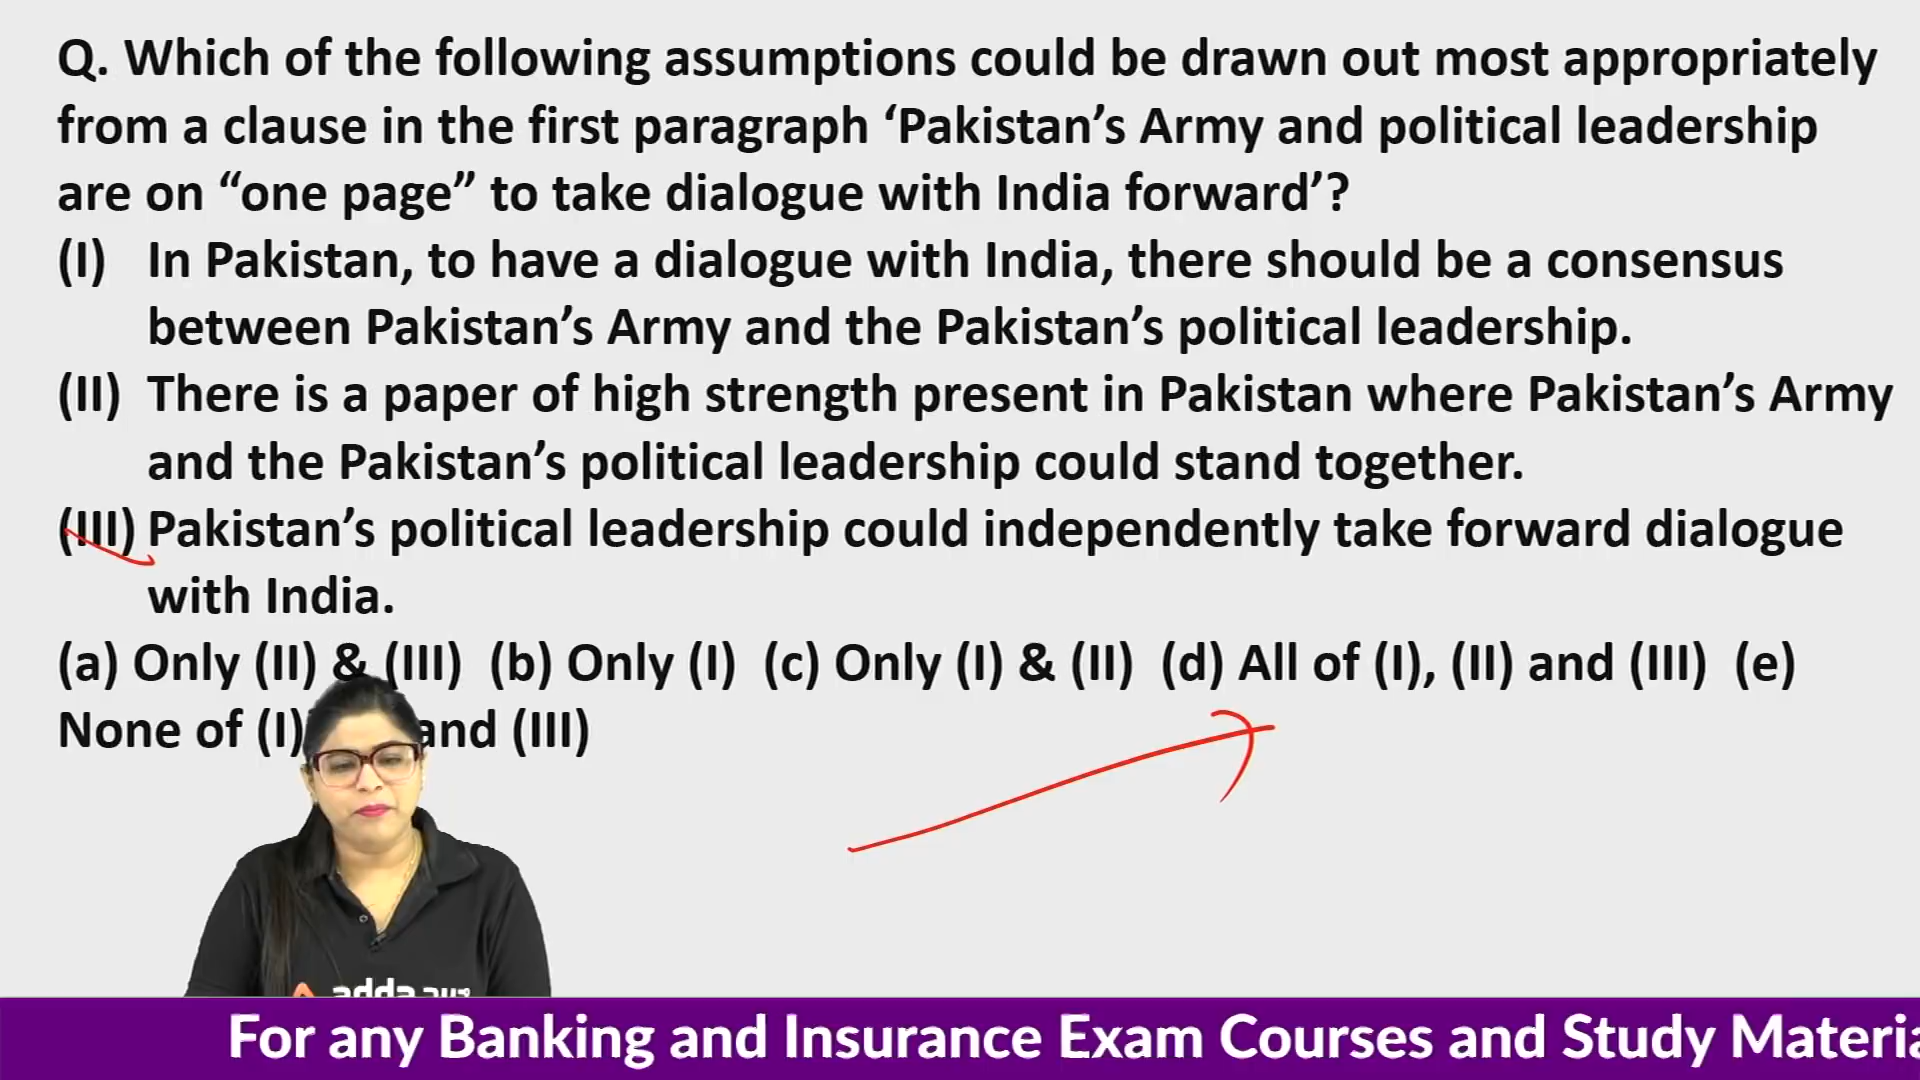 Q. Which of the following assumptions could be drawn out most appropriately
from a clause in the first paragraph ‘Pakistan’s Army and political leadership
are on “one page” to take dialogue with India forward’?
(I) In Pakistan, to have a dialogue with India, there should be a consensus
between Pakistan’s Army and the Pakistan’s political leadership.
(II) There is a paper of high strength present in Pakistan where Pakistan’s Army
and the Pakistan’s political leadership could stand together.
(III) Pakistan’s political leadership could independently take forward dialogue
with India.
(a) Only (II) & (III) (b) Only (I) (c) Only (I) & (II) (d) All of (I), (II) and (III) (e)
None of (I) and (III)
adda
For any Banking and Insurance Exam Courses and Study Materia